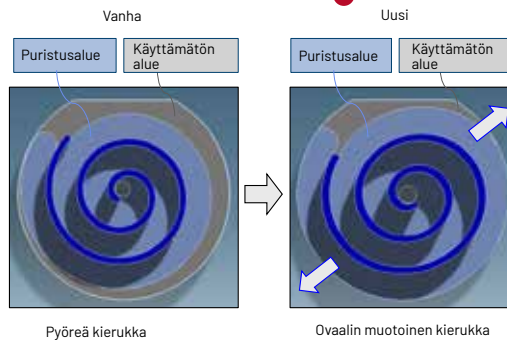 Vanha
Uusi
Puristusalue
Käyttämätön
alue
Puristusalue
Käyttämätön
alue
Pyöreä kierukka
Ovaalin muotoinen kierukka